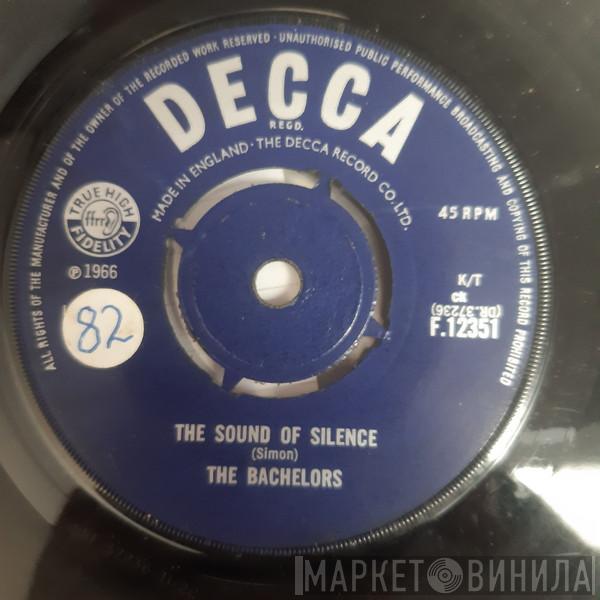 ALL RIGHTS OF THE MANUFACTURER AND OF THE OWNER OF THE RECORDED WORK RESERVED · UNAUTHORISED PUBLIC PERFORMANCE BROADCASTING AND COPYING OF THIS RECORD PROHIBITED
DECCA
REGD.
MADE IN ENGLAND · THE DECCA RECORD CO. LTD.
TRUE HIGH
ffrr
FIDELITY
℗ 1966
82
45 RPM
K/T
CR
(DR.37236)
F.12351
THE SOUND OF SILENCE
(Simon)
THE BACHELORS
МАРКЕТ ВИНИЛА